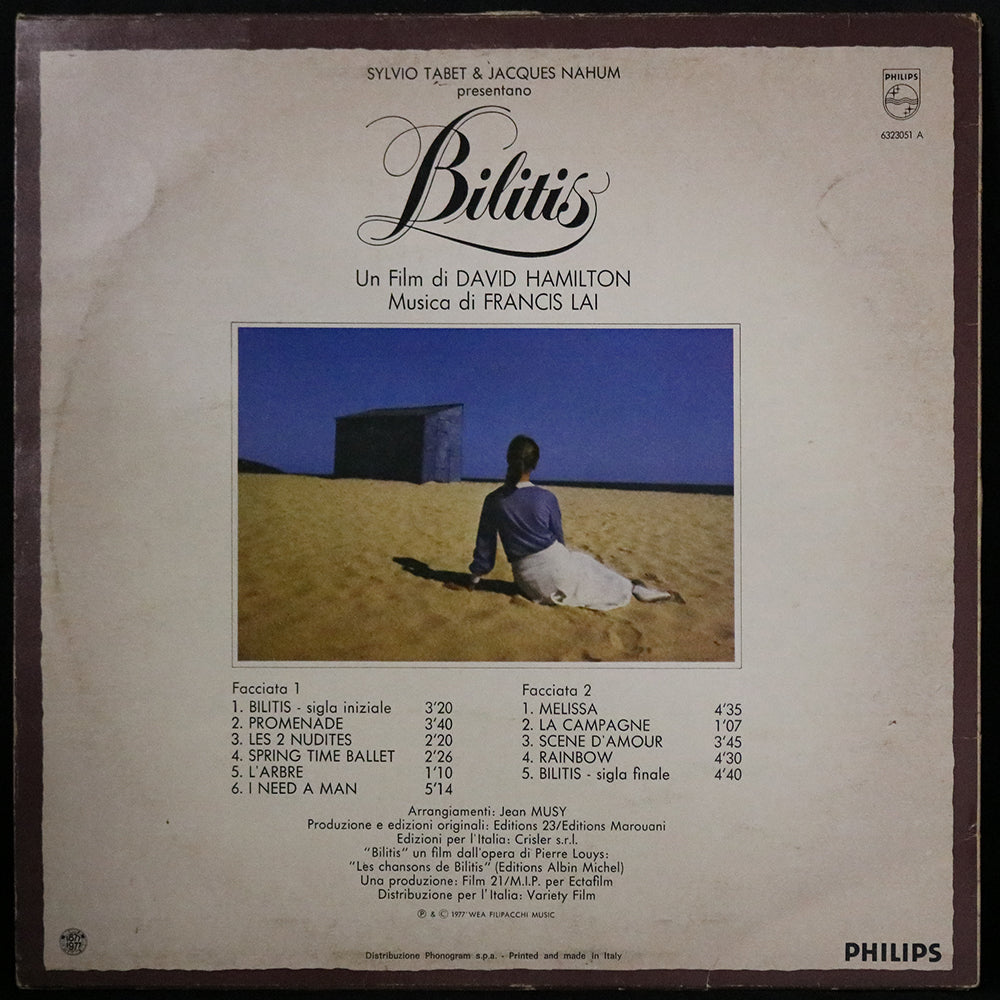 SYLVIO TABET & JACQUES NAHUM
presentano
PHILIPS
6323051 A
Bilitis
Un Film di DAVID HAMILTON
Musica di FRANCIS LAI
Facciata 1
1. BILITIS - sigla iniziale 3'20
2. PROMENADE 3'40
3. LES 2 NUDITES 2'20
4. SPRING TIME BALLET 2'26
5. L'ARBRE 1'10
6. I NEED A MAN 5'14
Facciata 2
1. MELISSA 4'35
2. LA CAMPAGNE 1'07
3. SCENE D'AMOUR 3'45
4. RAINBOW 4'30
5. BILITIS - sigla finale 4'40
Arrangiamenti: Jean MUSY
Produzione e edizioni originali: Editions 23/Editions Marouani
Edizioni per l'Italia: Crisler s.r.l.
"Bilitis" un film dall'opera di Pierre Louys:
"Les chansons de Bilitis" (Editions Albin Michel)
Una produzione: Film 21/M.I.P. per Ectafilm
Distribuzione per l'Italia: Variety Film
℗ & © 1977 WEA FILIPACCHI MUSIC
1977
Distribuzione Phonogram s.p.a. - Printed and made in Italy
PHILIPS